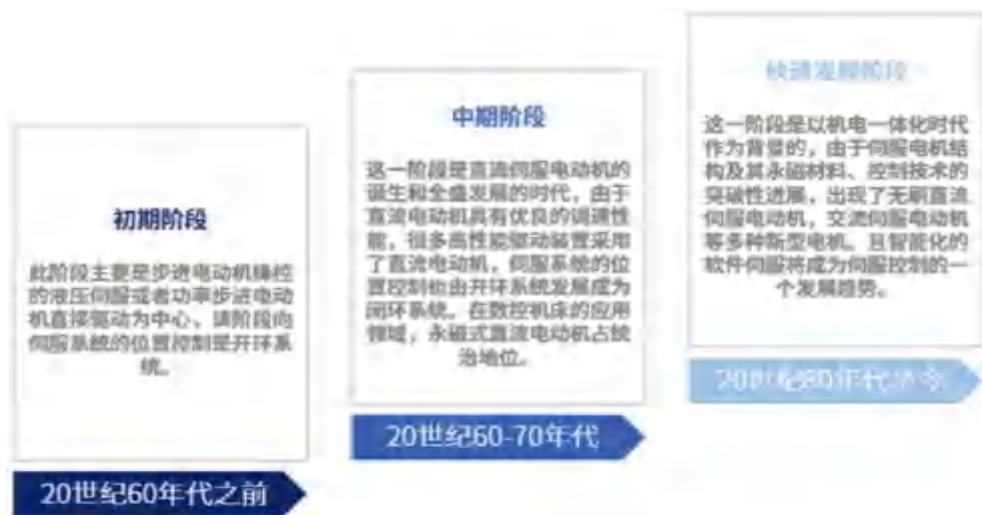 初期阶段
此阶段主要是步进电动机操控
的液压伺服或者功率步进电动
机直接驱动为中心、请阶段向
伺服系统的位置控制是开环系
统。
20世纪60年代之前
中期阶段
这一阶段是直流伺服电动机的
诞生和全盛发展的时代，由于
直流电动机具有优良的调速性
能，很多高性能驱动装置采用
了直流电动机，伺服系统的位
置控制也由开环系统发展成为
闭环系统。在数控机床的应用
领域，永磁式直流电动机占统
治地位。
20世纪60-70年代
快速发展阶段
这一阶段是以机电一体化时代
作为背景的，由于伺服电机结
构及其永磁材料、控制技术的
突破性进展，出现了无刷直流
伺服电动机，交流伺服电动机
等多种新型电机。且智能化的
软件伺服将成为伺服控制的一
个发展趋势。
20世纪80年代至今